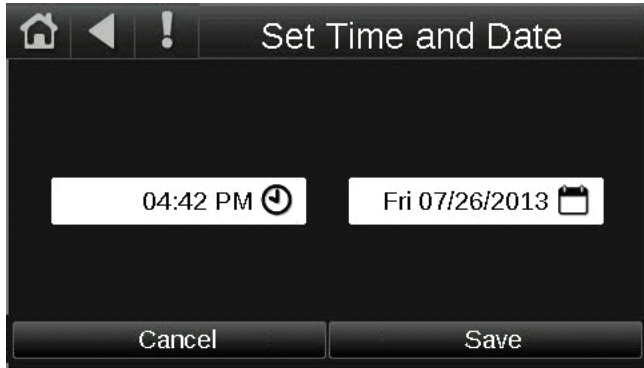 Set Time and Date
04:42 PM
Fri 07/26/2013
Cancel
Save